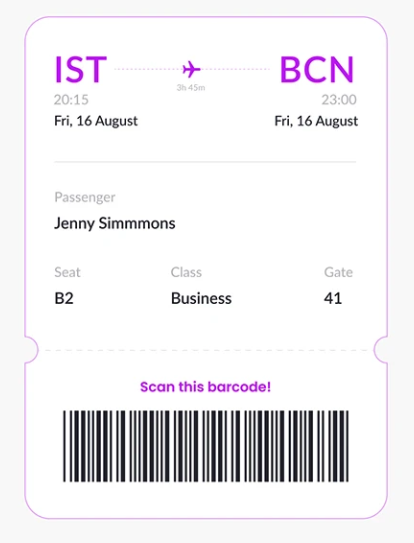 IST BCN
3h 45m
20:15 23:00
Fri, 16 August Fri, 16 August
Passenger
Jenny Simmmons
Seat Class Gate
B2 Business 41
Scan this barcode!